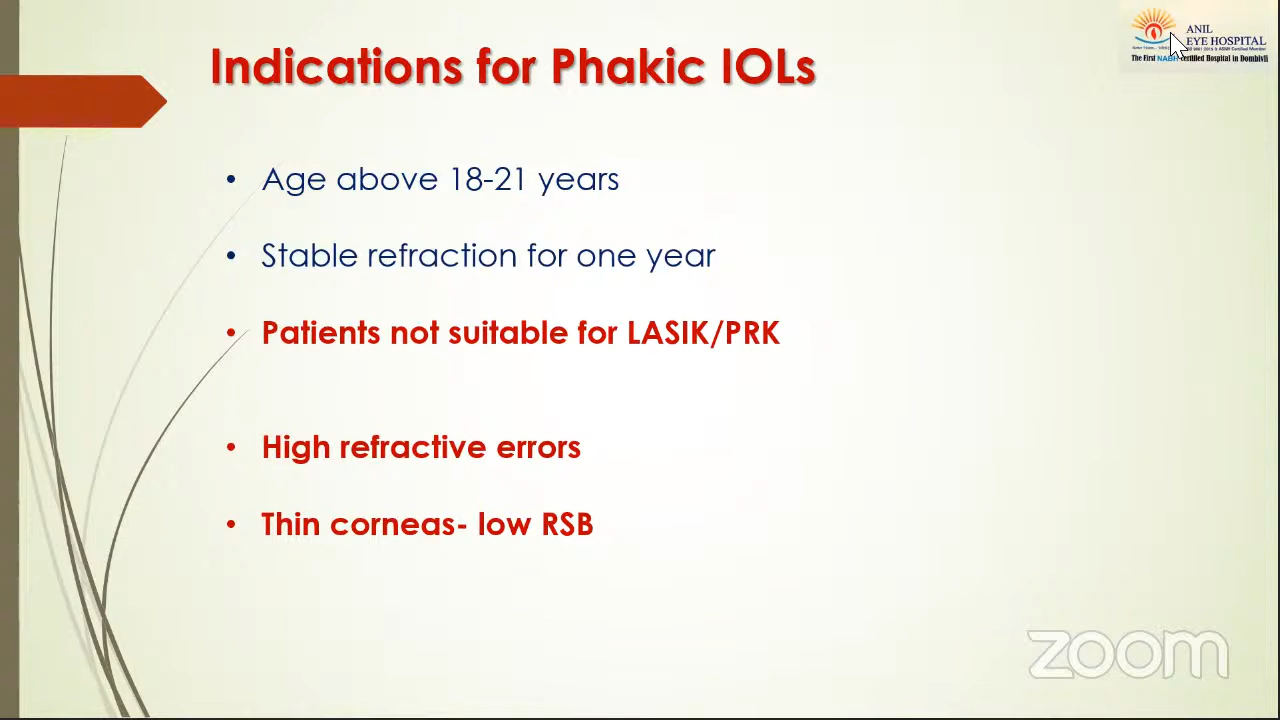 Indications for Phakic IOLs
ANIL
EYE HOSPITAL
The First NABH certified Hospital in Dombivli
• Age above 18-21 years
• Stable refraction for one year
• Patients not suitable for LASIK/PRK
• High refractive errors
• Thin corneas- low RSB
zoom